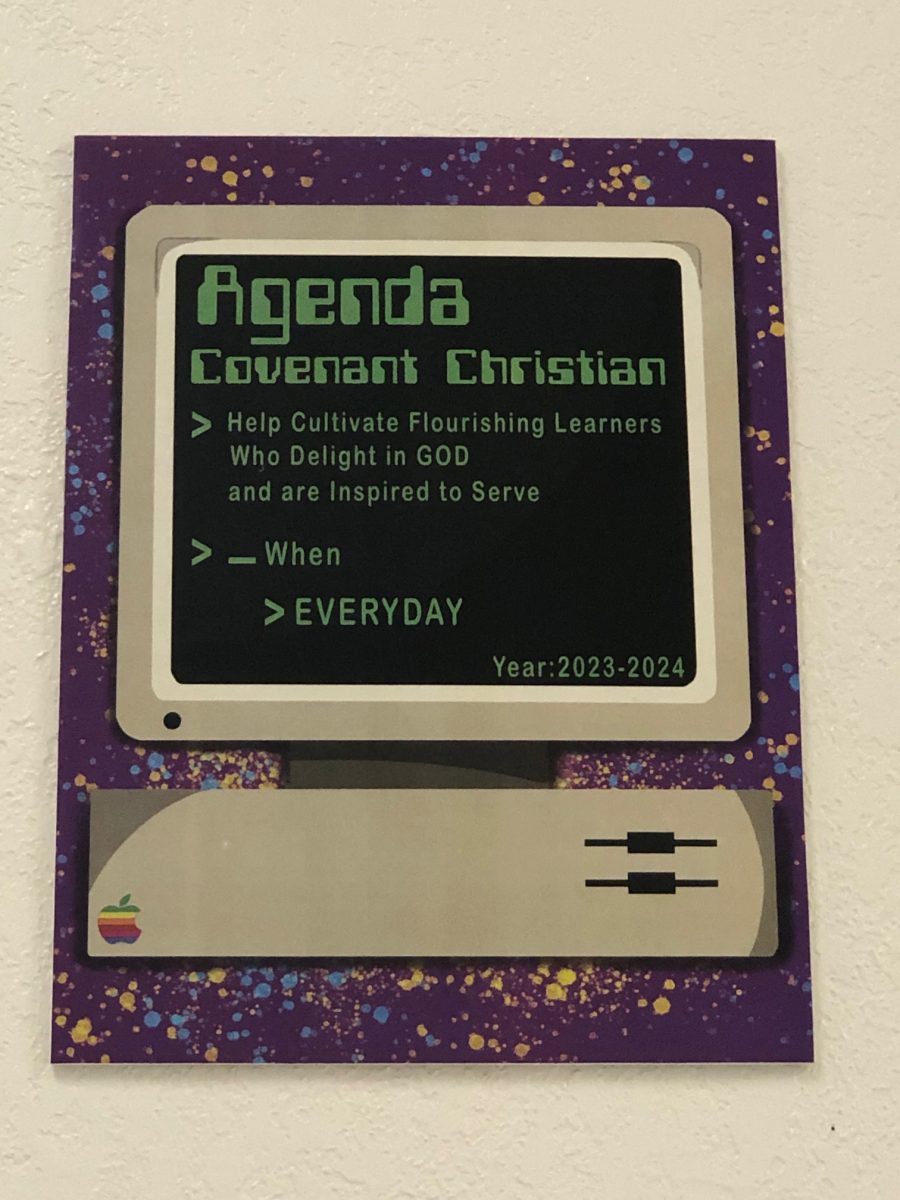 Agenda
Covenant Christian
> Help Cultivate Flourishing Learners
Who Delight in GOD
and are Inspired to Serve
> _ When
> EVERYDAY
Year:2023-2024